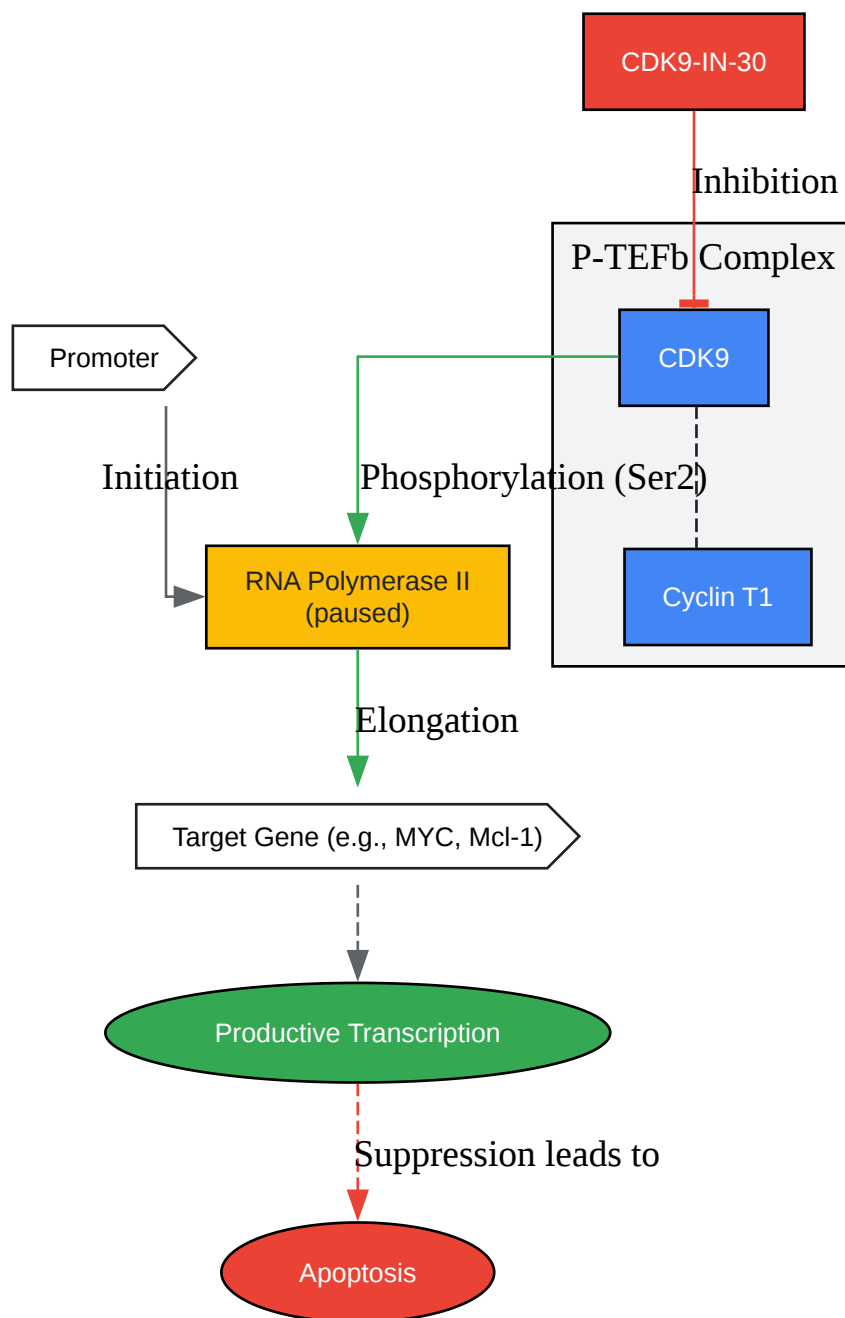 CDK9-IN-30
Inhibition
P-TEFb Complex
Promoter
CDK9
Initiation
Phosphorylation (Ser2)
RNA Polymerase II
(paused)
Cyclin T1
Elongation
Target Gene (e.g., MYC, Mcl-1)
Productive Transcription
Suppression leads to
Apoptosis